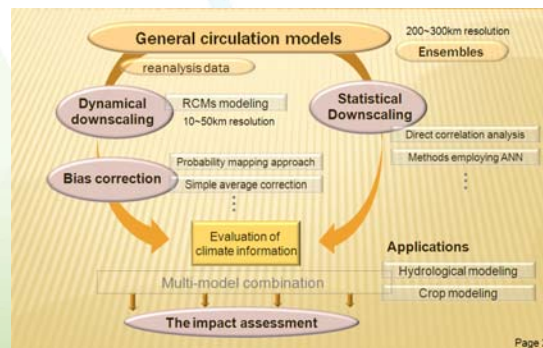 General circulation models
200~300km resolution
Ensembles
reanalysis data
Dynamical
downscaling
RCMs modeling
10~50km resolution
Statistical
Downscaling
Direct correlation analysis
Methods employing ANN
Bias correction
Probability mapping approach
Simple average correction
Evaluation of
climate information
Applications
Hydrological modeling
Multi-model combination
Crop modeling
The impact assessment